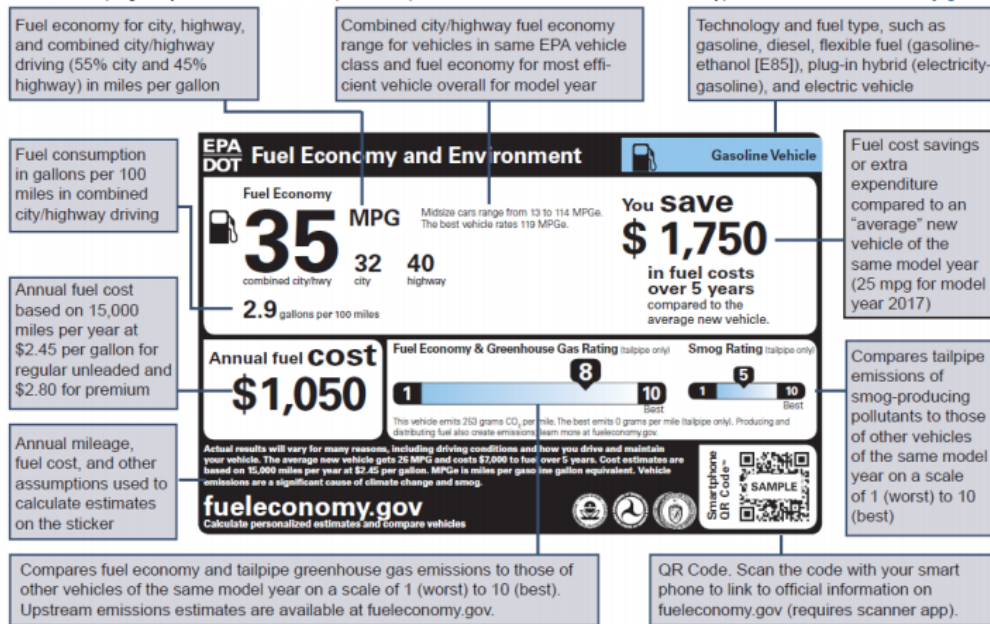 Fuel economy for city, highway,
and combined city/highway
driving (55% city and 45%
highway) in miles per gallon
Combined city/highway fuel economy
range for vehicles in same EPA vehicle
class and fuel economy for most effi-
cient vehicle overall for model year
Technology and fuel type, such as
gasoline, diesel, flexible fuel (gasoline-
ethanol [E85]), plug-in hybrid (electricity-
gasoline), and electric vehicle
Fuel consumption
in gallons per 100
miles in combined
city/highway driving
EPA
DOT
Fuel Economy and Environment
Gasoline Vehicle
Fuel Economy
35
MPG
combined city/hwy
32
city
40
highway
2.9 gallons per 100 miles
Midsize cars range from 13 to 114 MPGe.
The best vehicle rates 119 MPGe.
You save
$ 1,750
in fuel costs
over 5 years
compared to the
average new vehicle.
Fuel cost savings
or extra
expenditure
compared to an
"average" new
vehicle of the
same model year
(25 mpg for model
year 2017)
Annual fuel cost
based on 15,000
miles per year at
$2.45 per gallon for
regular unleaded and
$2.80 for premium
Annual fuel cost
$1,050
Fuel Economy & Greenhouse Gas Rating (tailpipe only)
8
1
10
Best
Smog Rating (tailpipe only)
5
1
10
Best
This vehicle emits 253 grams CO₂ per mile. The best emits 0 grams per mile (tailpipe only). Producing and
distributing fuel also create emissions; learn more at fueleconomy.gov.
Compares tailpipe
emissions of
smog-producing
pollutants to those
of other vehicles
of the same model
year on a scale
of 1 (worst) to 10
(best)
Annual mileage,
fuel cost, and other
assumptions used to
calculate estimates
on the sticker
Actual results will vary for many reasons, including driving conditions and how you drive and maintain
your vehicle. The average new vehicle gets 26 MPG and costs $7,000 to fuel over 5 years. Cost estimates are
based on 15,000 miles per year at $2.45 per gallon. MPGe is miles per gasoline gallon equivalent. Vehicle
emissions are a significant cause of climate change and smog.
fueleconomy.gov
Calculate personalized estimates and compare vehicles
Smartphone
QR Code™
SAMPLE
Compares fuel economy and tailpipe greenhouse gas emissions to those of
other vehicles of the same model year on a scale of 1 (worst) to 10 (best).
Upstream emissions estimates are available at fueleconomy.gov.
QR Code. Scan the code with your smart
phone to link to official information on
fueleconomy.gov (requires scanner app).